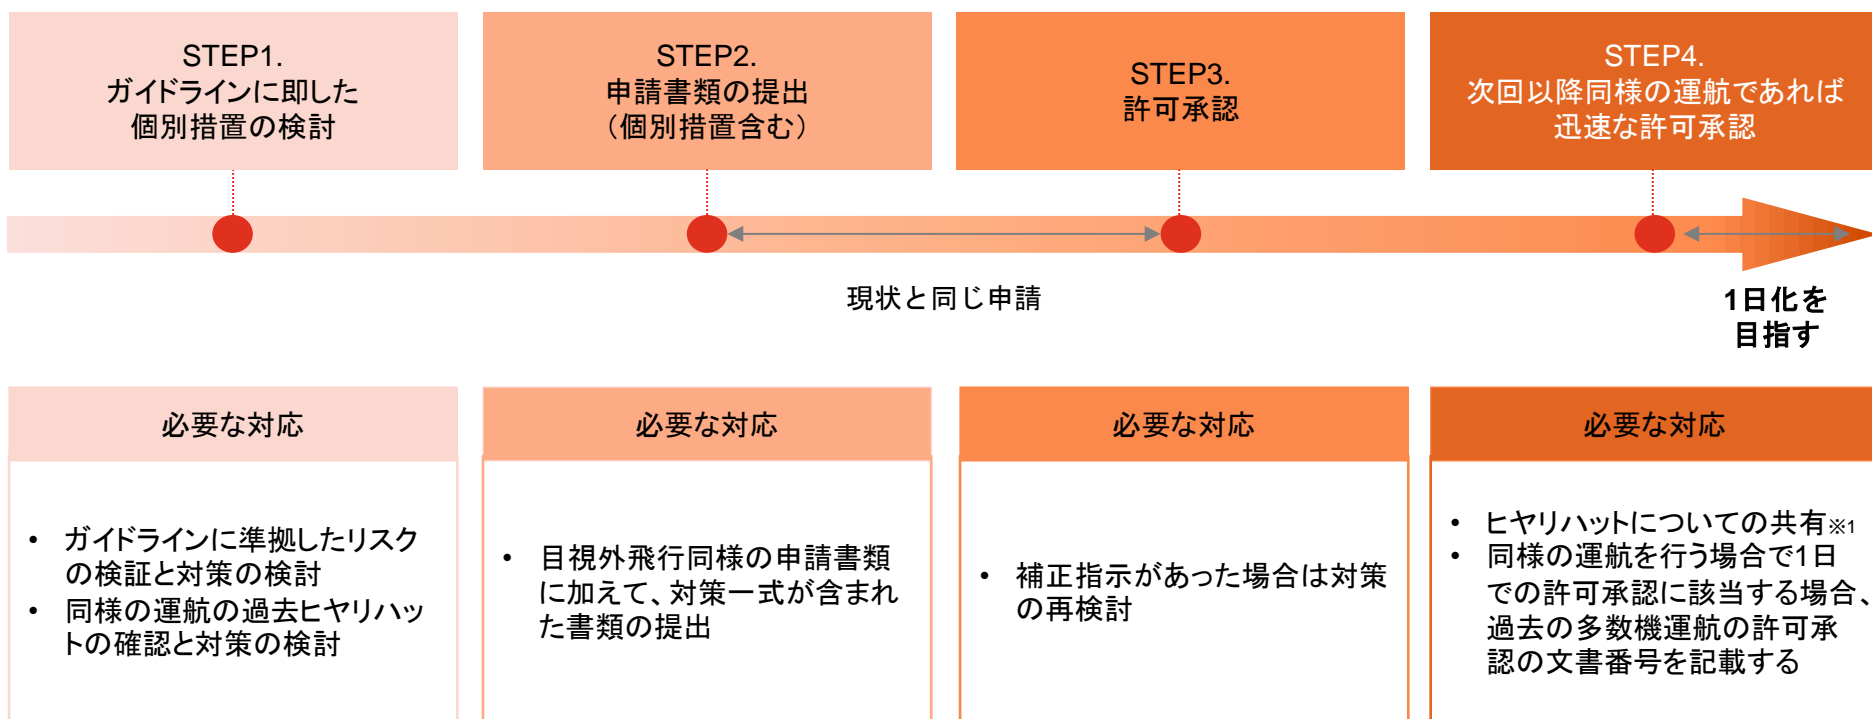 STEP1.
ガイドラインに即した
個別措置の検討
STEP2.
申請書類の提出
（個別措置含む）
STEP3.
許可承認
STEP4.
次回以降同様の運航であれば
迅速な許可承認
現状と同じ申請
1日化を
目指す
必要な対応
• ガイドラインに準拠したリスク
の検証と対策の検討
• 同様の運航の過去ヒヤリハッ
トの確認と対策の検討
必要な対応
• 目視外飛行同様の申請書類
に加えて、対策一式が含まれ
た書類の提出
必要な対応
• 補正指示があった場合は対策
の再検討
必要な対応
• ヒヤリハットについての共有※1
• 同様の運航を行う場合で1日
での許可承認に該当する場合、
過去の多数機運航の許可承
認の文書番号を記載する